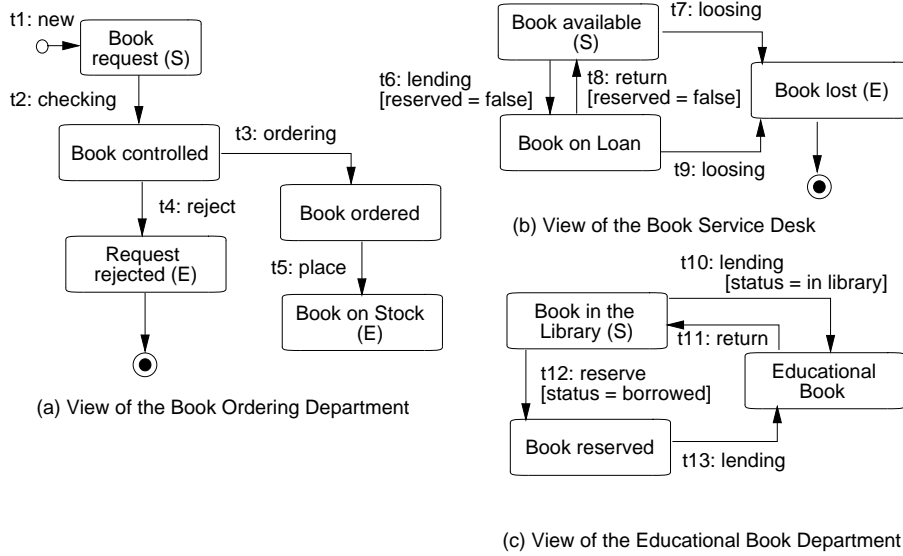 t1: new
Book
request (S)
t2: checking
Book controlled
t3: ordering
t4: reject
Book ordered
Request
rejected (E)
t5: place
Book on Stock
(E)
(a) View of the Book Ordering Department
Book available
(S)
t7: loosing
t6: lending
[reserved = false]
t8: return
[reserved = false]
Book lost (E)
Book on Loan
t9: loosing
(b) View of the Book Service Desk
t10: lending
[status = in library]
Book in the
Library (S)
t11: return
t12: reserve
[status = borrowed]
Educational
Book
Book reserved
t13: lending
(c) View of the Educational Book Department